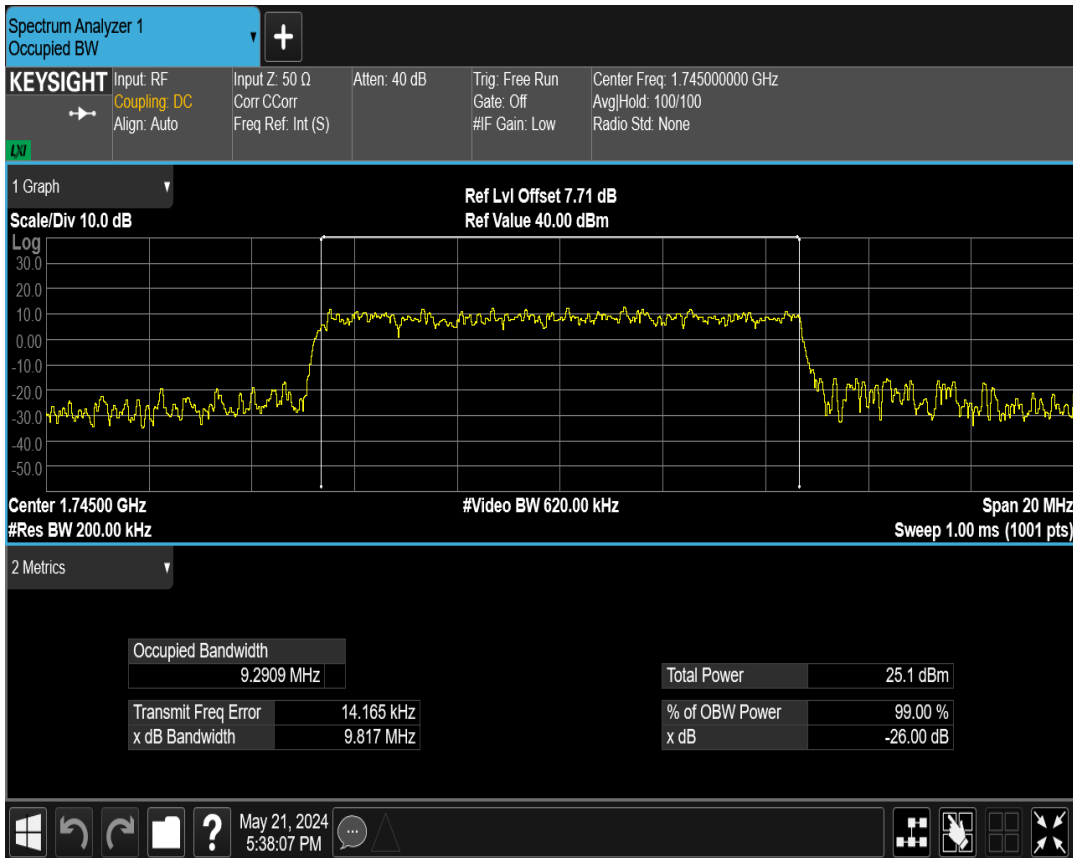 Spectrum Analyzer 1
Occupied BW
KEYSIGHT
LXI
Input: RF
Coupling: DC
Align: Auto
Input Z: 50 Ω
Corr CCorr
Freq Ref: Int (S)
Atten: 40 dB
Trig: Free Run
Gate: Off
#IF Gain: Low
Center Freq: 1.745000000 GHz
Avg|Hold: 100/100
Radio Std: None
1 Graph
Scale/Div 10.0 dB
Ref Lvl Offset 7.71 dB
Ref Value 40.00 dBm
Log
30.0
20.0
10.0
0.00
-10.0
-20.0
-30.0
-40.0
-50.0
Center 1.74500 GHz
#Res BW 200.00 kHz
#Video BW 620.00 kHz
Span 20 MHz
Sweep 1.00 ms (1001 pts)
2 Metrics
Occupied Bandwidth
9.2909 MHz
Transmit Freq Error 14.165 kHz
x dB Bandwidth 9.817 MHz
Total Power 25.1 dBm
% of OBW Power 99.00 %
x dB -26.00 dB
May 21, 2024
5:38:07 PM